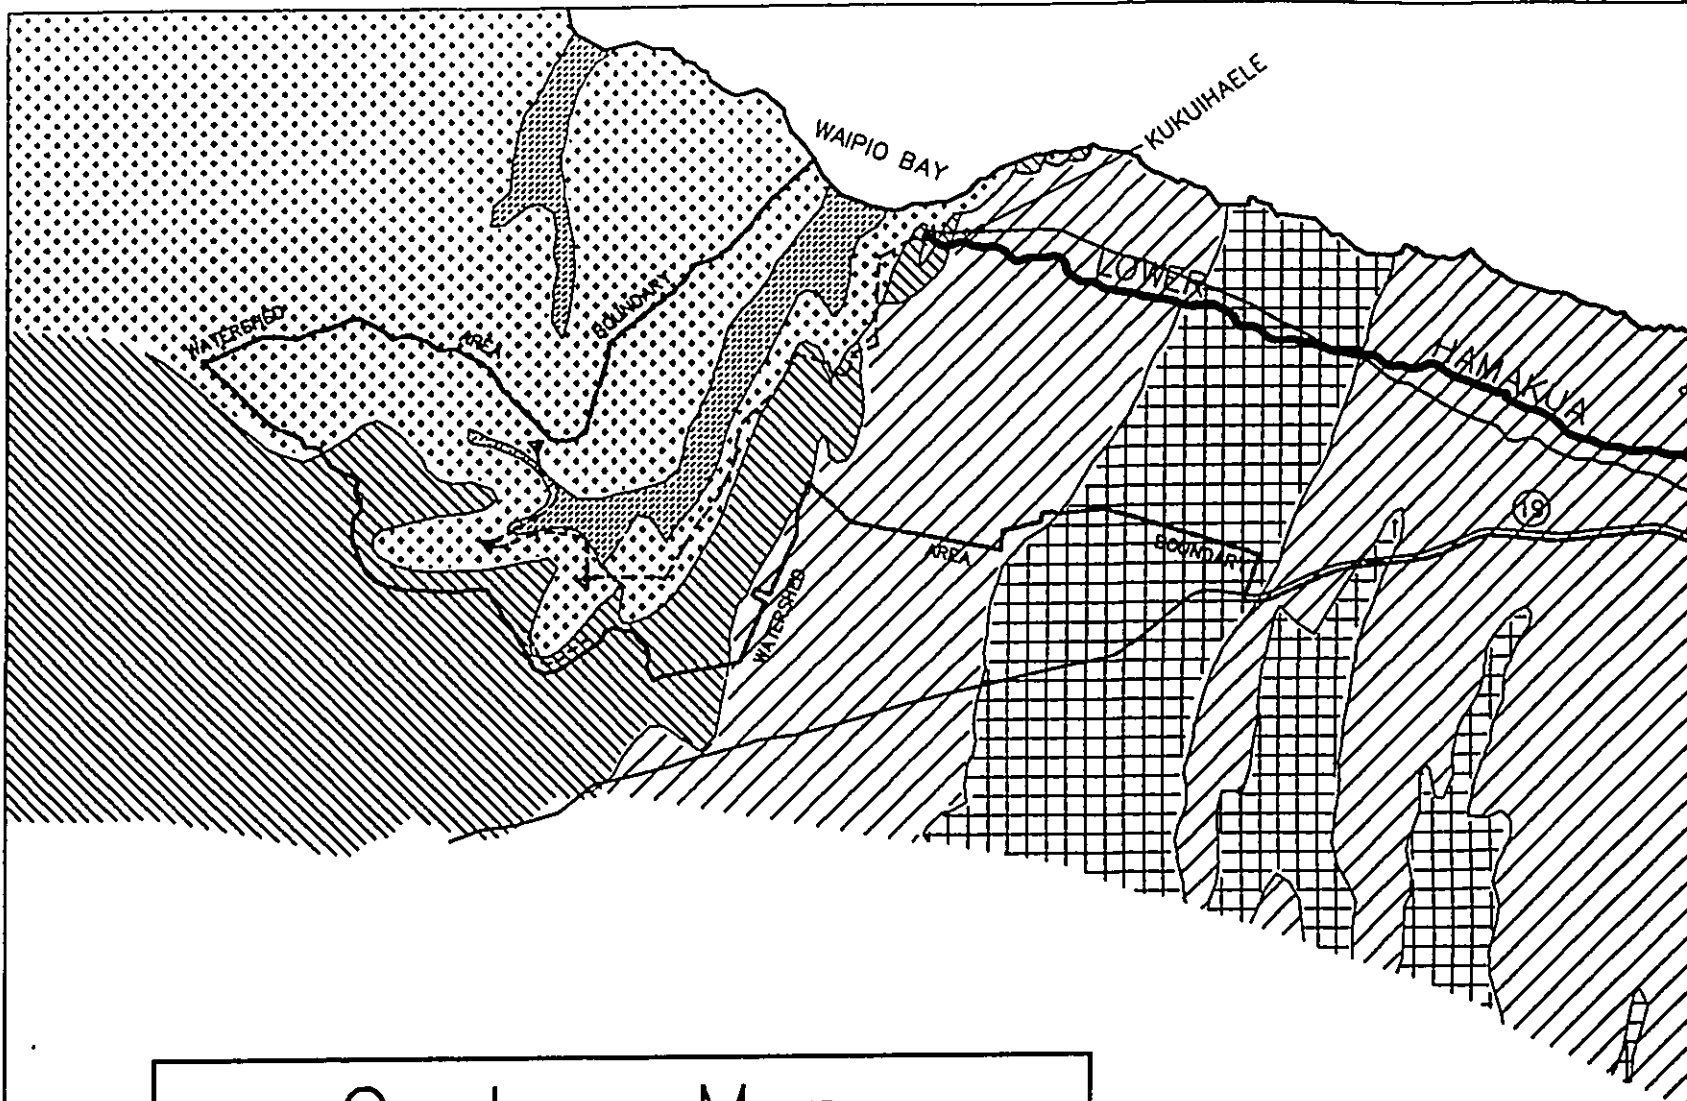 KUKUIHAELE
WAIPIO BAY
LOWER
HAMAKUA
WATERSHED
AREA
BOUNDARY
19
AREA
BOUNDARY
WATERSHED